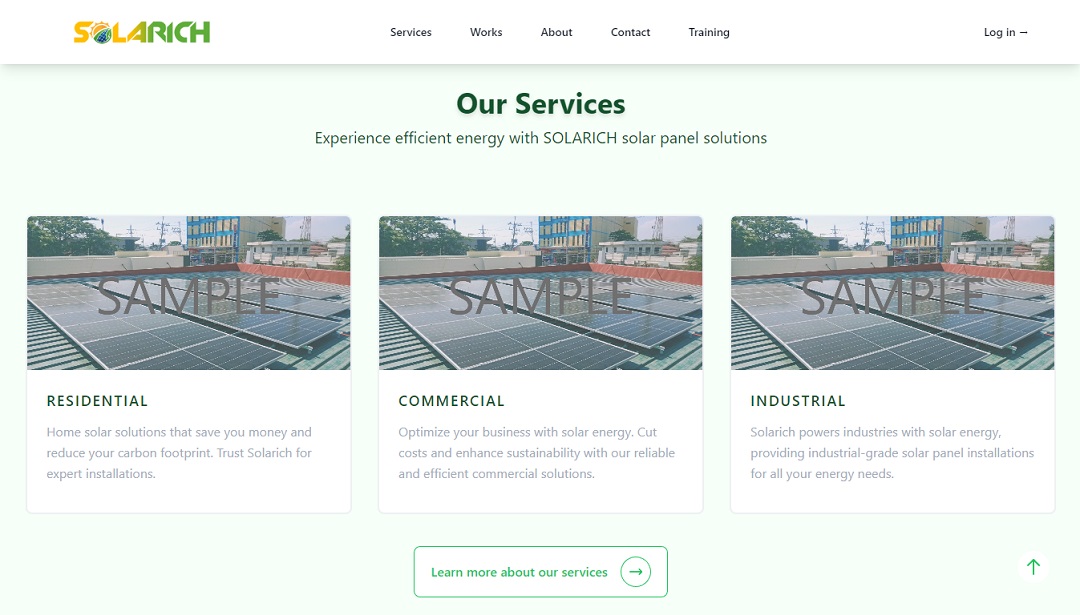 SOLARICH
Services
Works
About
Contact
Training
Log in →
Our Services
Experience efficient energy with SOLARICH solar panel solutions
SAMPLE
SAMPLE
SAMPLE
RESIDENTIAL
Home solar solutions that save you money and
reduce your carbon footprint. Trust Solarich for
expert installations.
COMMERCIAL
Optimize your business with solar energy. Cut
costs and enhance sustainability with our reliable
and efficient commercial solutions.
INDUSTRIAL
Solarich powers industries with solar energy,
providing industrial-grade solar panel installations
for all your energy needs.
Learn more about our services →